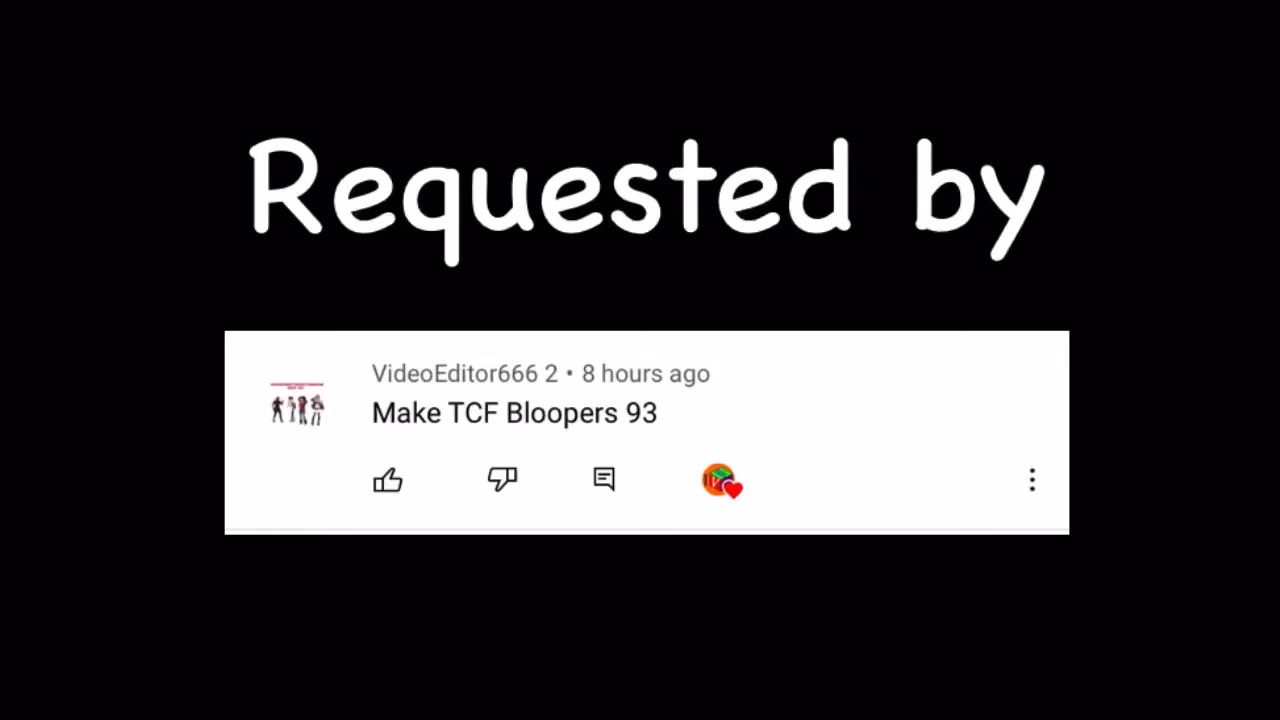 Requested by
VideoEditor666 2 • 8 hours ago
Make TCF Bloopers 93